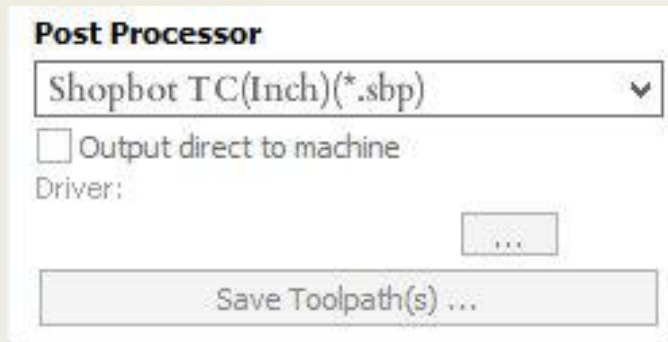 Post Processor
Shopbot TC(Inch)(*.sbp)
Output direct to machine
Driver:
...
Save Toolpath(s) ...